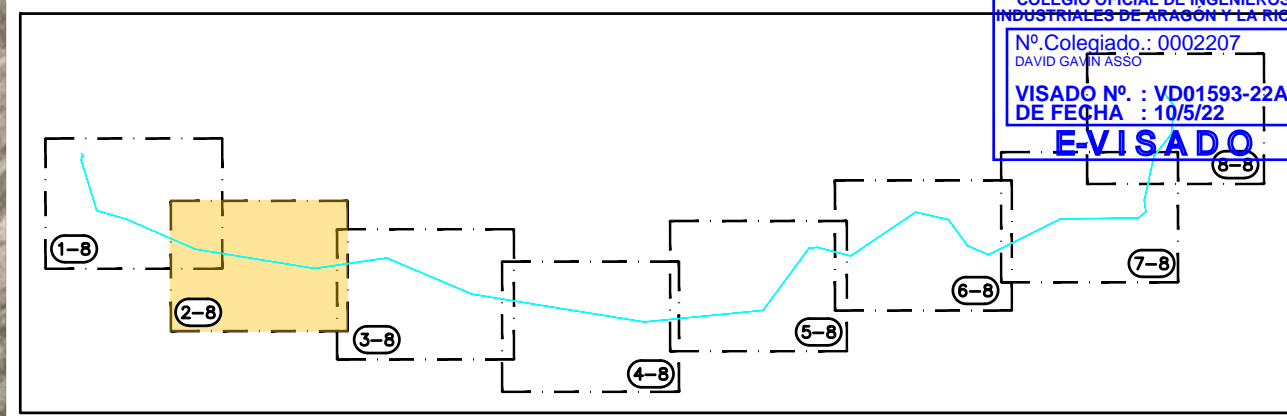 COLEGIO OFICIAL DE INGENIEROS
INDUSTRIALES DE ARAGÓN Y LA
Nº.Colegiado.: 0002207
DAVID GAVIN ASSO
VISADO Nº. : VD01593-22A
DE FECHA : 10/5/22
E-VISADO
8-8
1-8
7-8
6-8
2-8
5-8
3-8
4-8